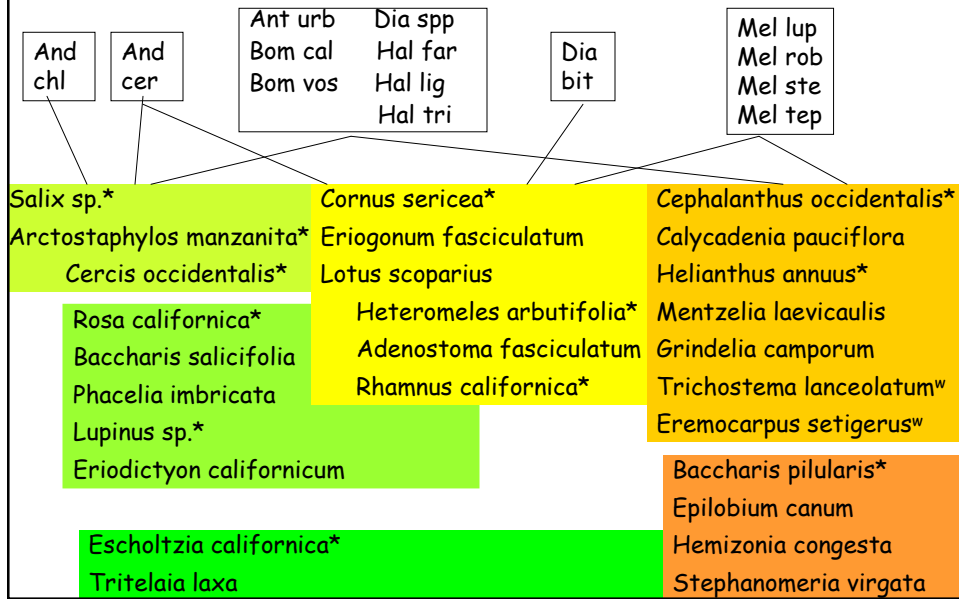 And
chl
And
cer
Ant urb
Bom cal
Bom vos
Dia spp
Hal far
Hal lig
Hal tri
Dia
bit
Mel lup
Mel rob
Mel ste
Mel tep
Salix sp.*
Arctostaphylos manzanita*
Cercis occidentalis*
Rosa californica*
Baccharis salicifolia
Phacelia imbricata
Lupinus sp.*
Eriodictyon californicum
Escholtzia californica*
Tritelaia laxa
Cornus sericea*
Eriogonum fasciculatum
Lotus scoparius
Heteromeles arbutifolia*
Adenostoma fasciculatum
Rhamnus californica*
Cephalanthus occidentalis*
Calycadenia pauciflora
Helianthus annuus*
Mentzelia laevicaulis
Grindelia camporum
Trichostema lanceolatumʷ
Eremocarpus setigerusʷ
Baccharis pilularis*
Epilobium canum
Hemizonia congesta
Stephanomeria virgata